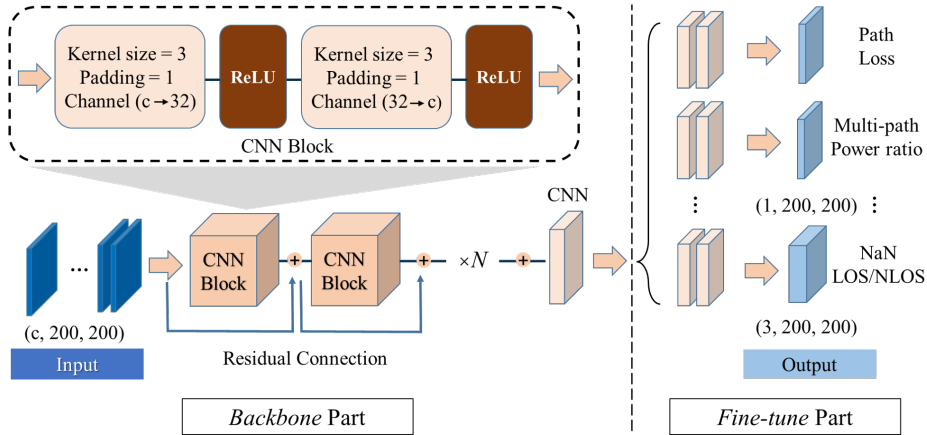 Kernel size = 3
Padding = 1
Channel (c→32)
ReLU
Kernel size = 3
Padding = 1
Channel (32→c)
ReLU
CNN Block
Path
Loss
Multi-path
Power ratio
(1, 200, 200)
NaN
LOS/NLOS
(3, 200, 200)
Output
CNN
CNN
Block
+
CNN
Block
+
×N
+
...
(c, 200, 200)
Input
Residual Connection
Backbone Part
Fine-tune Part